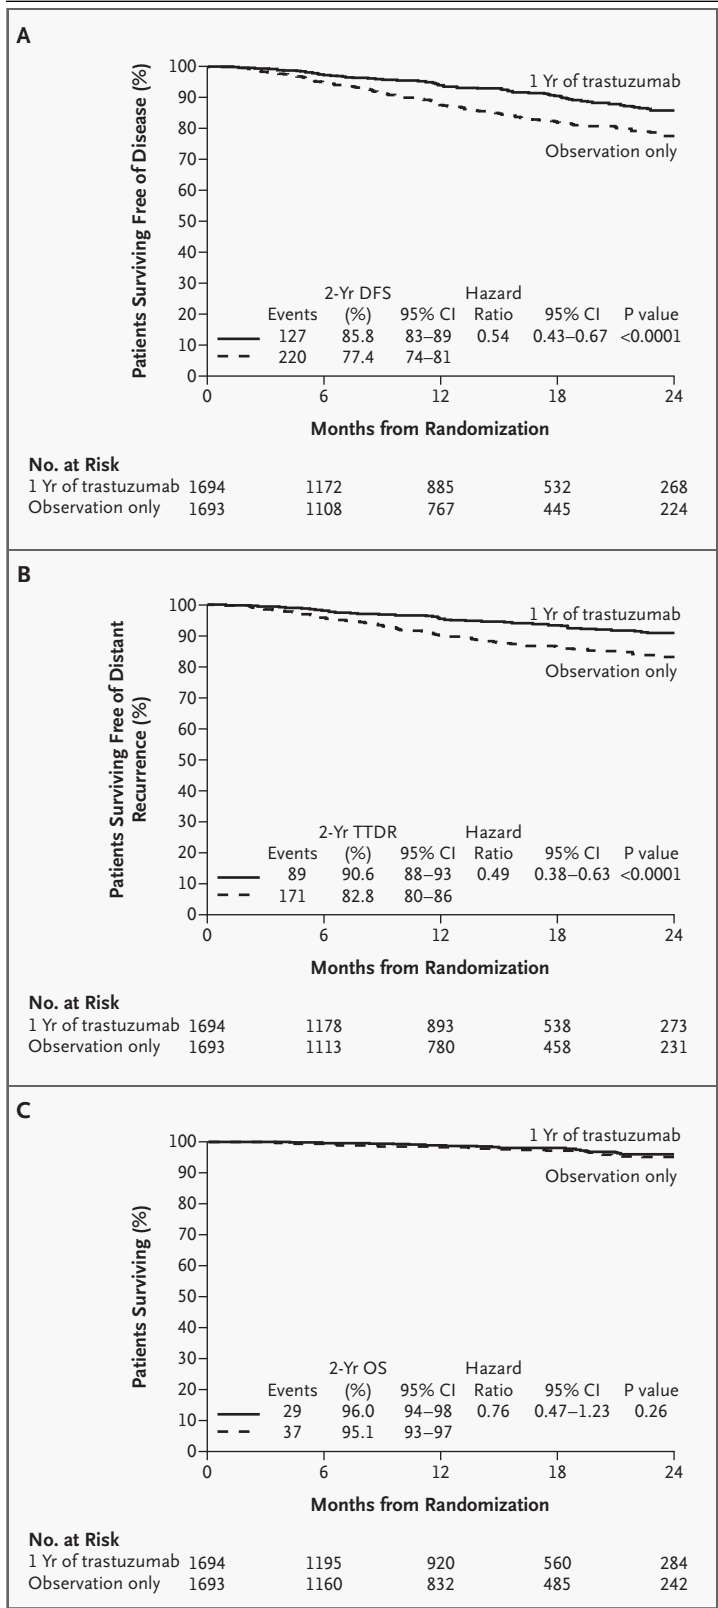 A
Patients Surviving Free of Disease (%)
100
90
80
70
60
50
40
30
20
10
0
1 Yr of trastuzumab
Observation only
2-Yr DFS Hazard
Events (%) 95% CI Ratio 95% CI P value
127 85.8 83–89 0.54 0.43–0.67 <0.0001
220 77.4 74–81
0 6 12 18 24
Months from Randomization
No. at Risk
1 Yr of trastuzumab 1694 1172 885 532 268
Observation only 1693 1108 767 445 224
B
Patients Surviving Free of Distant
Recurrence (%)
100
90
80
70
60
50
40
30
20
10
0
1 Yr of trastuzumab
Observation only
2-Yr TTDR Hazard
Events (%) 95% CI Ratio 95% CI P value
89 90.6 88–93 0.49 0.38–0.63 <0.0001
171 82.8 80–86
0 6 12 18 24
Months from Randomization
No. at Risk
1 Yr of trastuzumab 1694 1178 893 538 273
Observation only 1693 1113 780 458 231
C
Patients Surviving (%)
100
90
80
70
60
50
40
30
20
10
0
1 Yr of trastuzumab
Observation only
2-Yr OS Hazard
Events (%) 95% CI Ratio 95% CI P value
29 96.0 94–98 0.76 0.47–1.23 0.26
37 95.1 93–97
0 6 12 18 24
Months from Randomization
No. at Risk
1 Yr of trastuzumab 1694 1195 920 560 284
Observation only 1693 1160 832 485 242